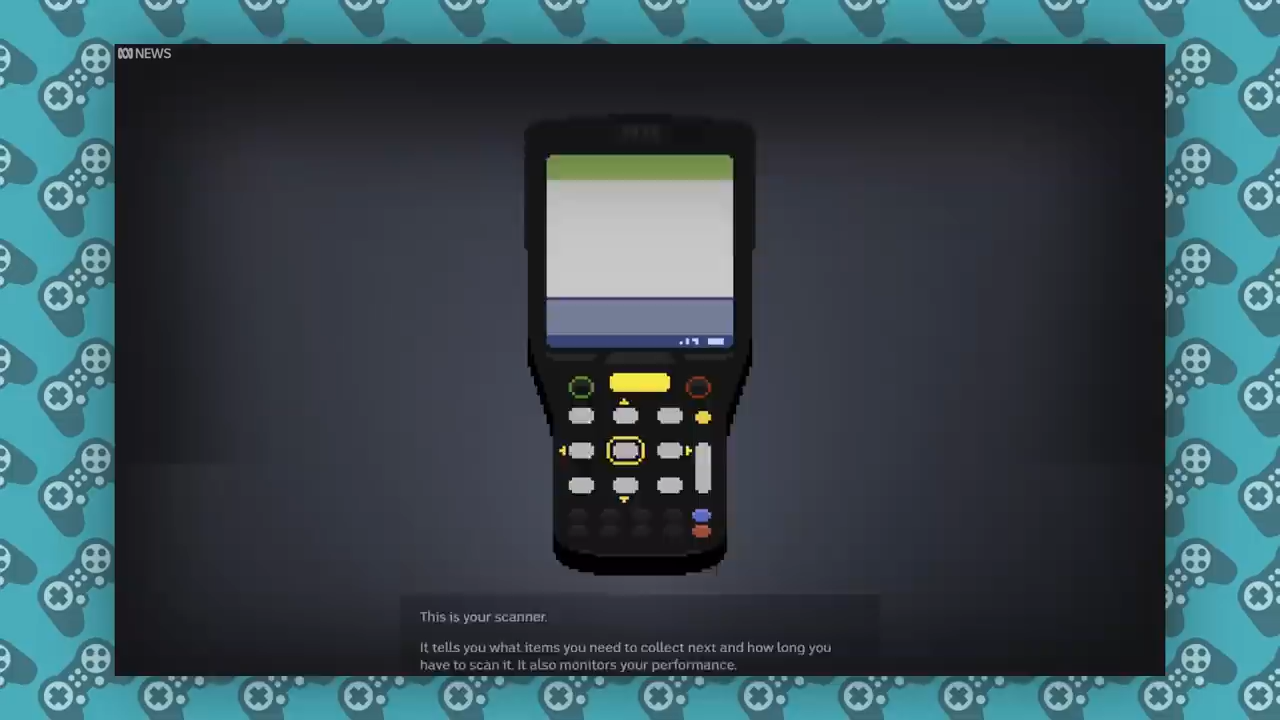 NEWS
This is your scanner.
It tells you what items you need to collect next and how long you
have to scan it. It also monitors your performance.